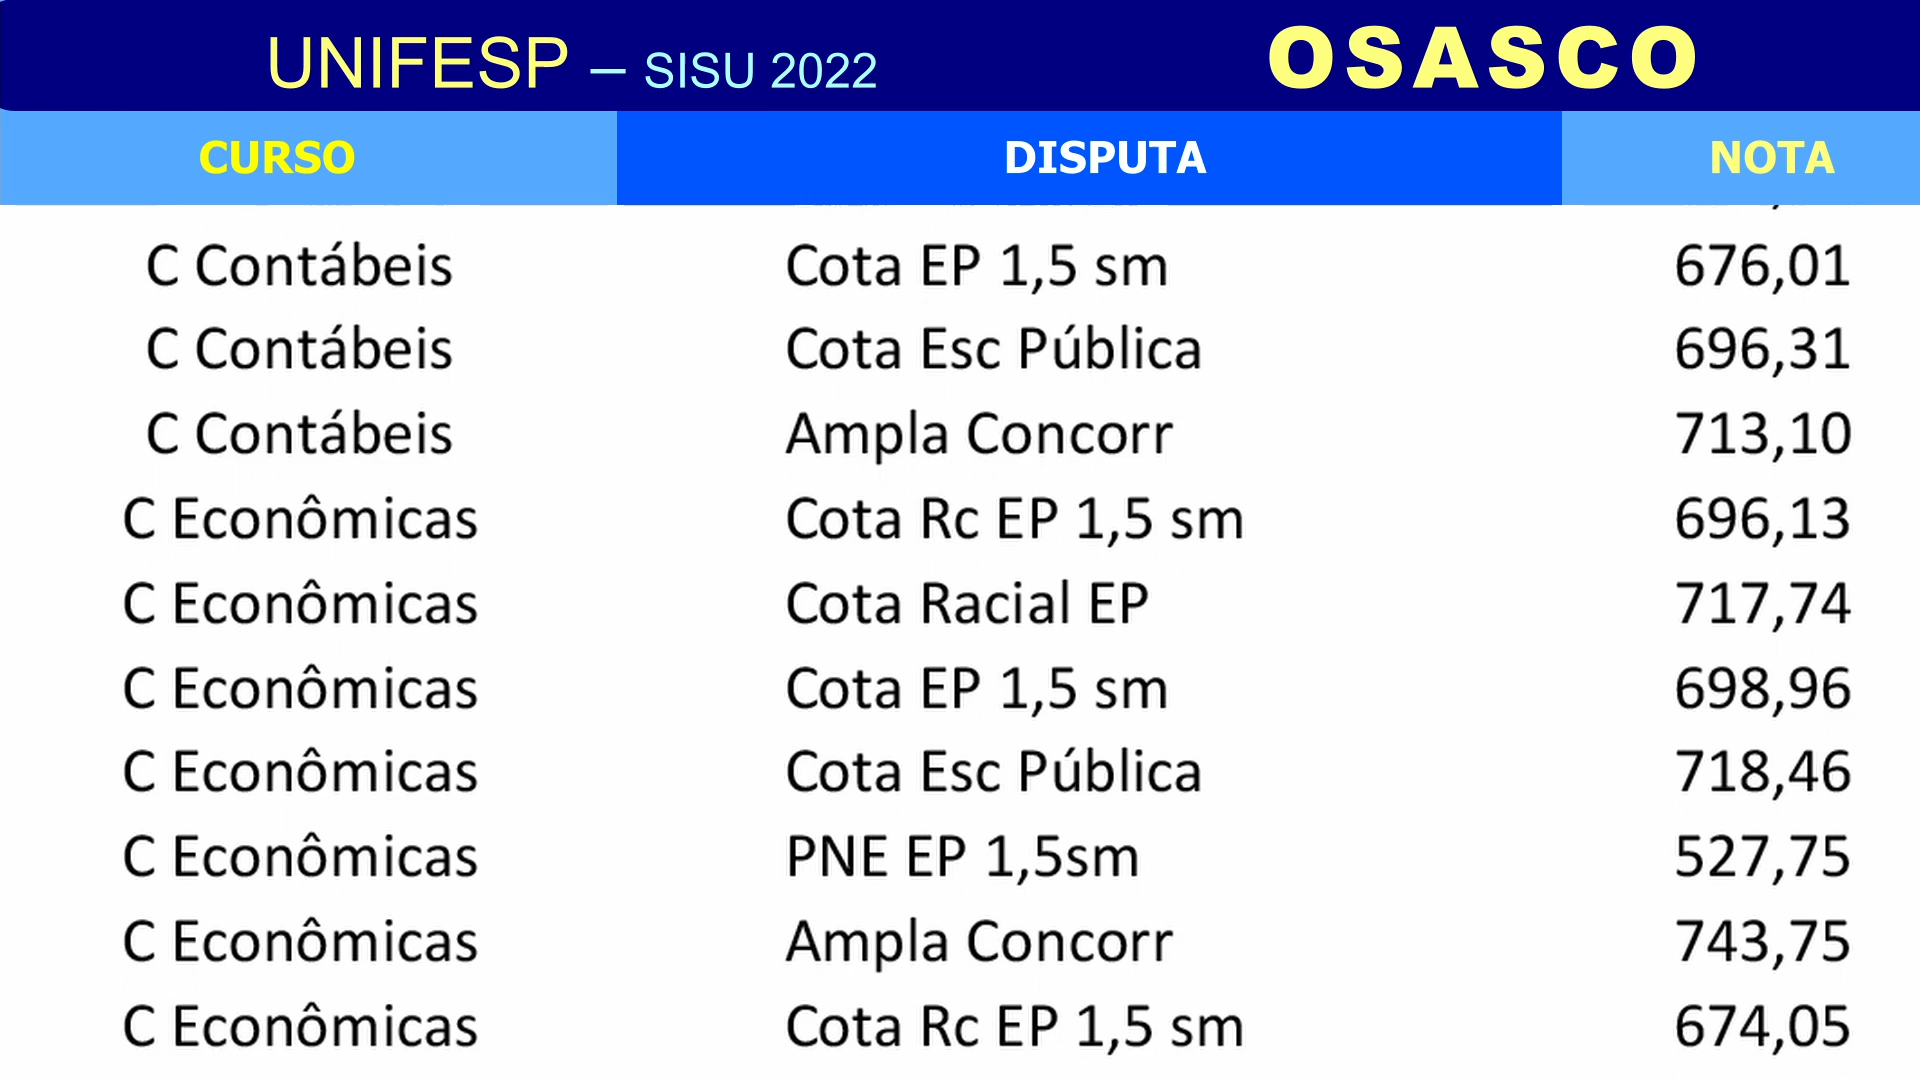 UNIFESP – SISU 2022 OSASCO
CURSO DISPUTA NOTA
C Contábeis Cota EP 1,5 sm 676,01
C Contábeis Cota Esc Pública 696,31
C Contábeis Ampla Concorr 713,10
C Econômicas Cota Rc EP 1,5 sm 696,13
C Econômicas Cota Racial EP 717,74
C Econômicas Cota EP 1,5 sm 698,96
C Econômicas Cota Esc Pública 718,46
C Econômicas PNE EP 1,5sm 527,75
C Econômicas Ampla Concorr 743,75
C Econômicas Cota Rc EP 1,5 sm 674,05